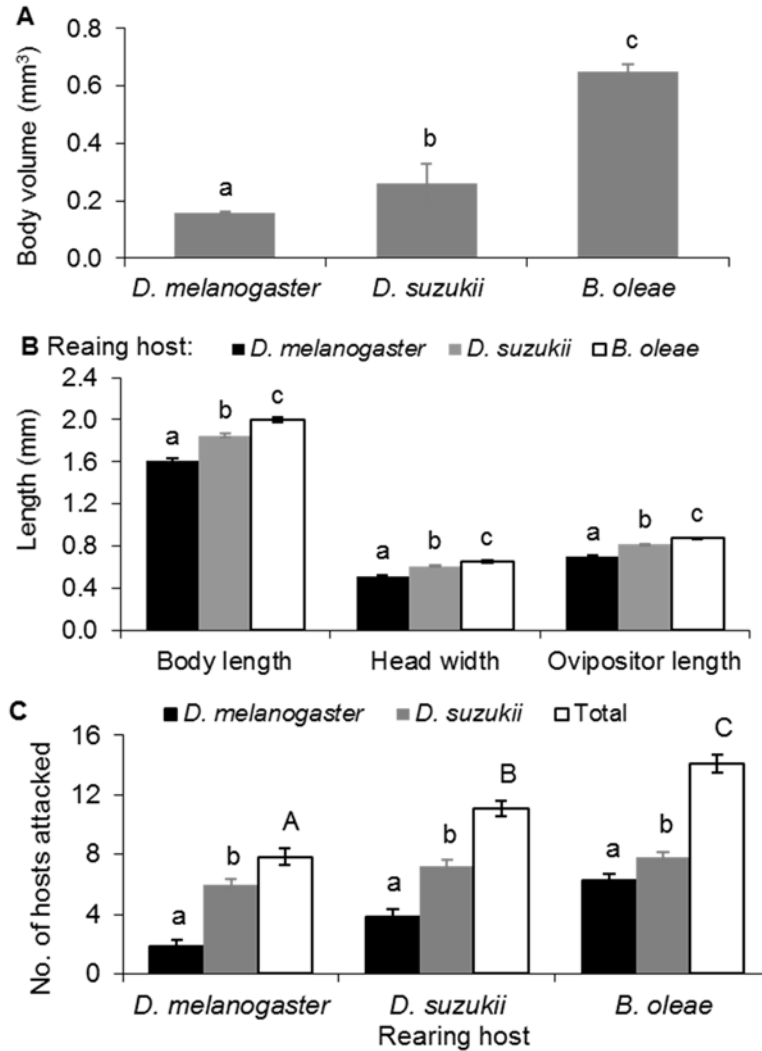 A
Body volume (mm³)
0.8
0.6
0.4
0.2
0.0
a
b
c
D. melanogaster D. suzukii B. oleae
B Reaing host: D. melanogaster D. suzukii B. oleae
Length (mm)
2.4
2.0
1.6
1.2
0.8
0.4
0.0
a b c
a b c
a b c
Body length Head width Ovipositor length
C D. melanogaster D. suzukii Total
No. of hosts attacked
16
12
8
4
0
a b A
a b B
a b C
D. melanogaster D. suzukii B. oleae
Rearing host